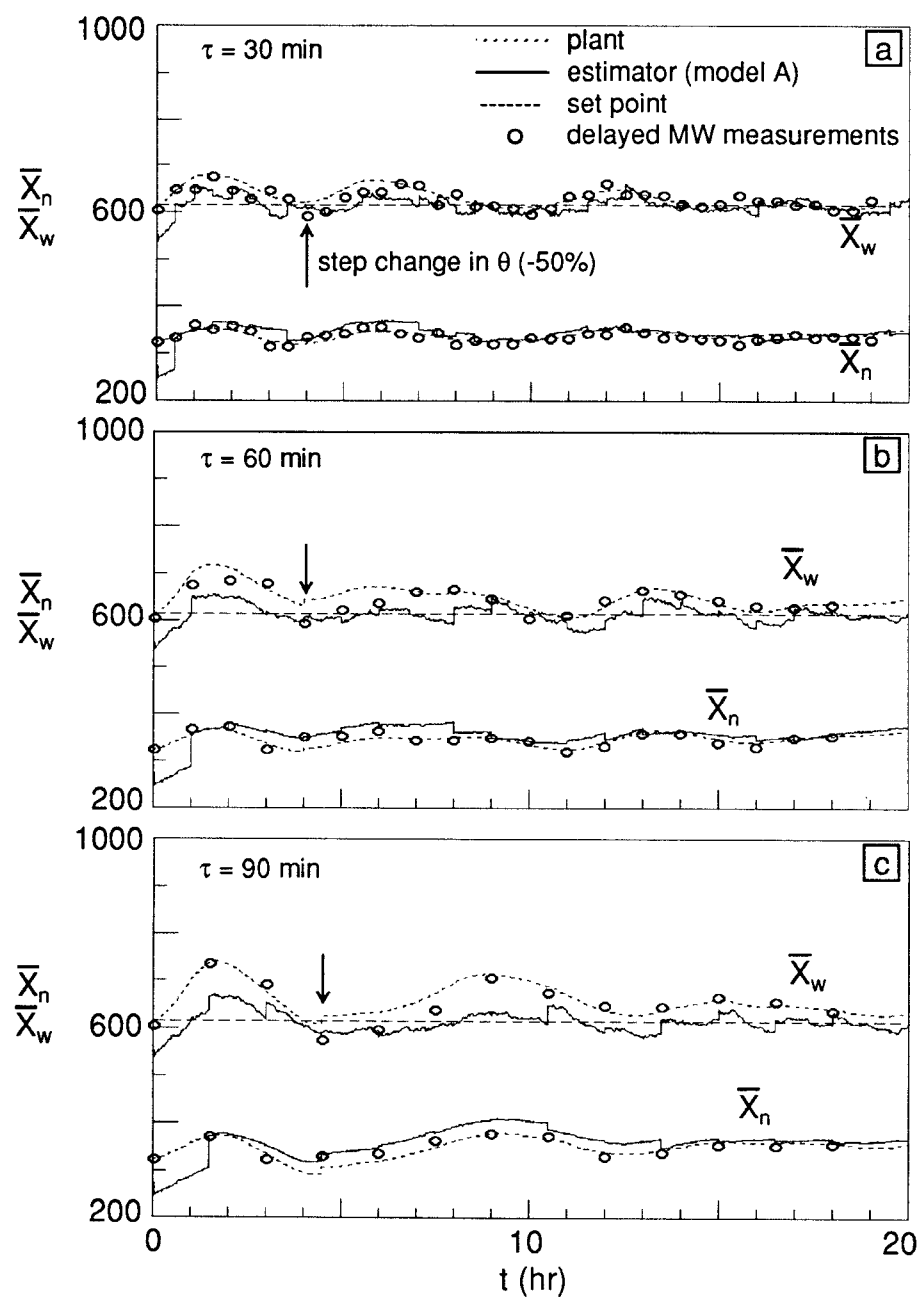 1000
τ = 30 min
a
plant
estimator (model A)
set point
delayed MW measurements
X̅n
X̅w
600
X̅w
step change in θ (-50%)
X̅n
200
1000
τ = 60 min
b
X̅w
X̅n
X̅w
600
X̅n
200
1000
τ = 90 min
c
X̅w
X̅n
X̅w
600
X̅n
200
0
10
20
t (hr)